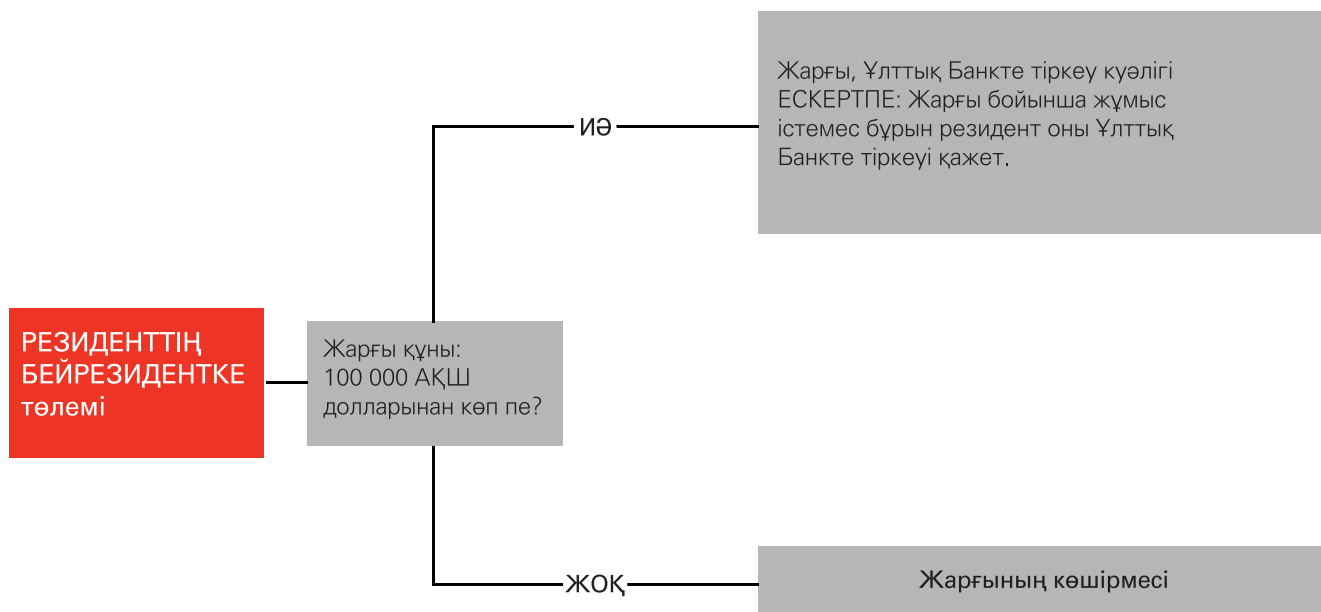 РЕЗИДЕНТТІҢ
БЕЙРЕЗИДЕНТКЕ
төлемі
Жарғы құны:
100 000 АҚШ
долларынан көп пе?
ИӘ
Жарғы, Ұлттық Банкте тіркеу куәлігі
ЕСКЕРТПЕ: Жарғы бойынша жұмыс
істемес бұрын резидент оны Ұлттық
Банкте тіркеуі қажет.
ЖОҚ
Жарғының көшірмесі